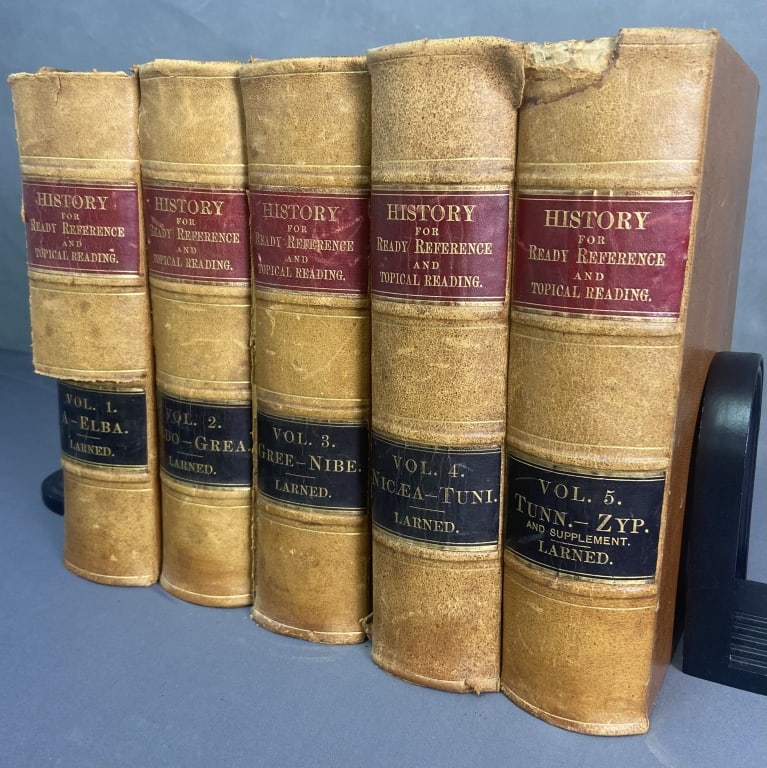 HISTORY
FOR
READY REFERENCE
AND
TOPICAL READING.
VOL. 1.
A–ELBA.
LARNED.
HISTORY
FOR
READY REFERENCE
AND
TOPICAL READING.
VOL. 2.
DO–GREA.
LARNED.
HISTORY
FOR
READY REFERENCE
AND
TOPICAL READING.
VOL. 3.
GREE–NIBE.
LARNED.
HISTORY
FOR
READY REFERENCE
AND
TOPICAL READING.
VOL. 4.
NICÆA–TUNI.
LARNED.
HISTORY
FOR
READY REFERENCE
AND
TOPICAL READING.
VOL. 5.
TUNN.–ZYP.
AND SUPPLEMENT.
LARNED.